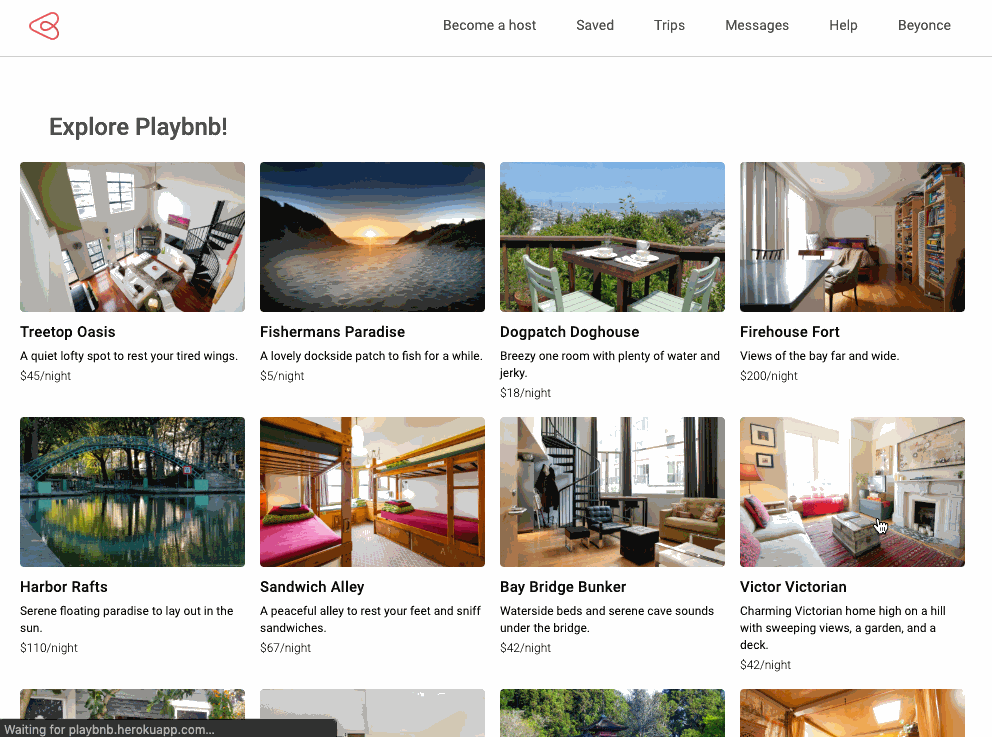 Become a host Saved Trips Messages Help Beyonce
Explore Playbnb!
Treetop Oasis
A quiet lofty spot to rest your tired wings.
$45/night
Fishermans Paradise
A lovely dockside patch to fish for a while.
$5/night
Dogpatch Doghouse
Breezy one room with plenty of water and
jerky.
$18/night
Firehouse Fort
Views of the bay far and wide.
$200/night
Harbor Rafts
Serene floating paradise to lay out in the
sun.
$110/night
Sandwich Alley
A peaceful alley to rest your feet and sniff
sandwiches.
$67/night
Bay Bridge Bunker
Waterside beds and serene cave sounds
under the bridge.
$42/night
Victor Victorian
Charming Victorian home high on a hill
with sweeping views, a garden, and a
deck.
$42/night
Waiting for playbnb.herokuapp.com...